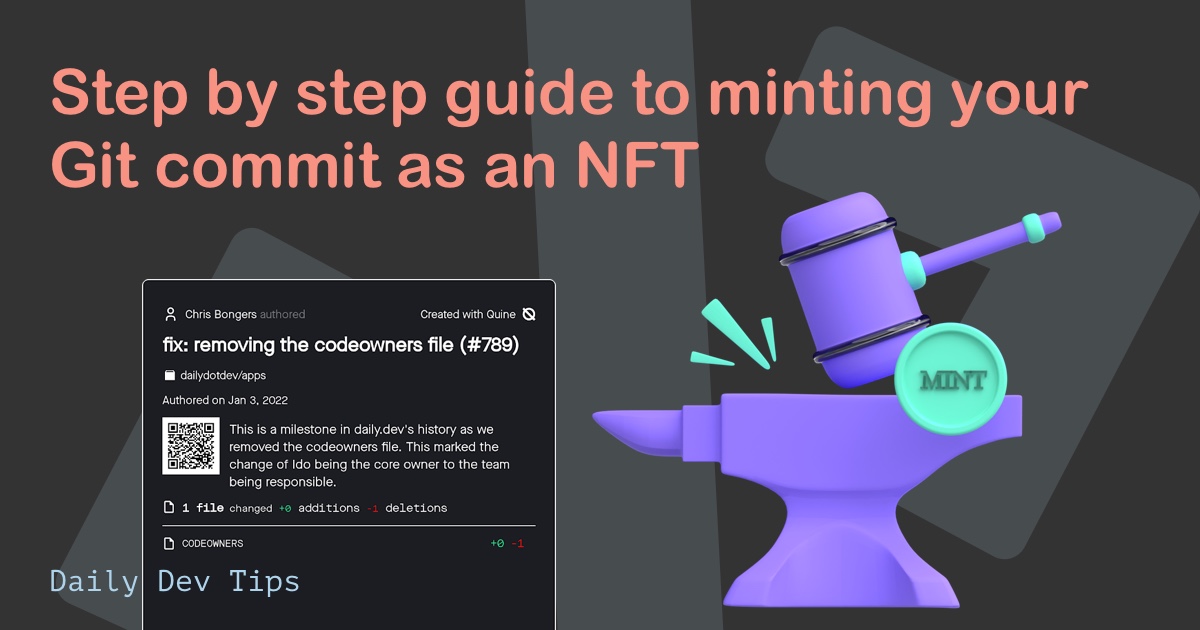 Step by step guide to minting your
Git commit as an NFT
Chris Bongers authored
Created with Quine
fix: removing the codeowners file (#789)
dailydotdev/apps
Authored on Jan 3, 2022
This is a milestone in daily.dev's history as we
removed the codeowners file. This marked the
change of Ido being the core owner to the team
being responsible.
1 file changed +0 additions -1 deletions
CODEOWNERS +0 -1
MINT
Daily Dev Tips